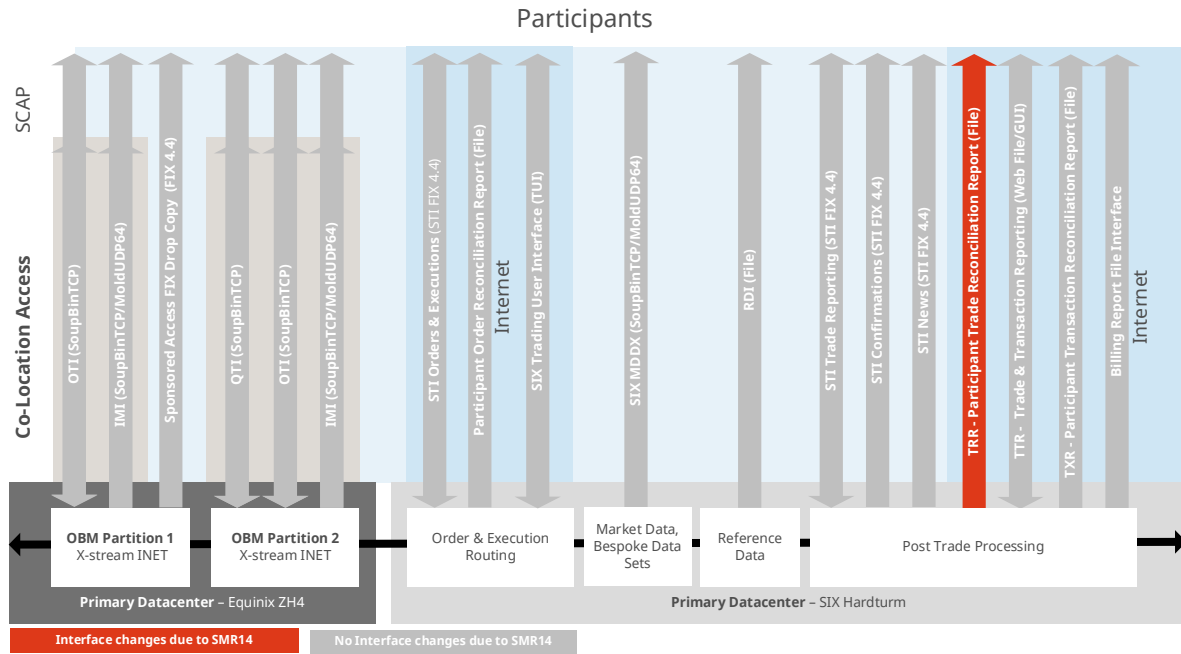 Participants
SCAP
Co-Location Access
OTI (SoupBinTCP)
IMI (SoupBinTCP/MoldUDP64)
Sponsored Access FIX Drop Copy (FIX 4.4)
QTI (SoupBinTCP)
OTI (SoupBinTCP)
IMI (SoupBinTCP/MoldUDP64)
STI Orders & Executions (STI FIX 4.4)
Participant Order Reconciliation Report (File)
Internet
SIX Trading User Interface (TUI)
SIX MDDX (SoupBinTCP/MoldUDP64)
RDI (File)
STI Trade Reporting (STI FIX 4.4)
STI Confirmations (STI FIX 4.4)
STI News (STI FIX 4.4)
TRR - Participant Trade Reconciliation Report (File)
TTR - Trade & Transaction Reporting (Web File/GUI)
TXR - Participant Transaction Reconciliation Report (File)
Billing Report File Interface
Internet
OBM Partition 1
X-stream INET
OBM Partition 2
X-stream INET
Order & Execution
Routing
Market Data,
Bespoke Data
Sets
Reference
Data
Post Trade Processing
Primary Datacenter – Equinix ZH4
Primary Datacenter – SIX Hardturm
Interface changes due to SMR14
No Interface changes due to SMR14